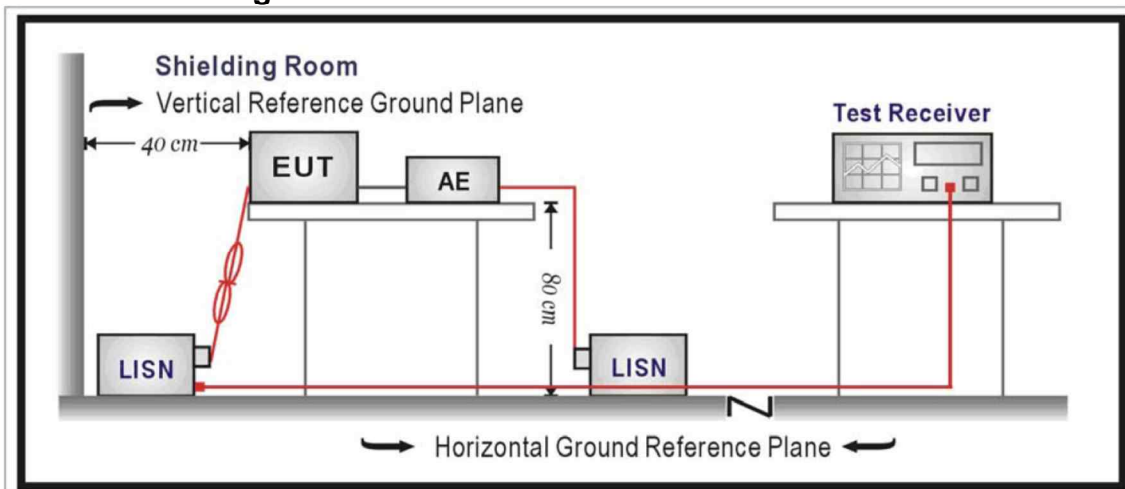 Shielding Room
Vertical Reference Ground Plane
Test Receiver
40 cm
EUT
AE
80 cm
LISN
LISN
Horizontal Ground Reference Plane